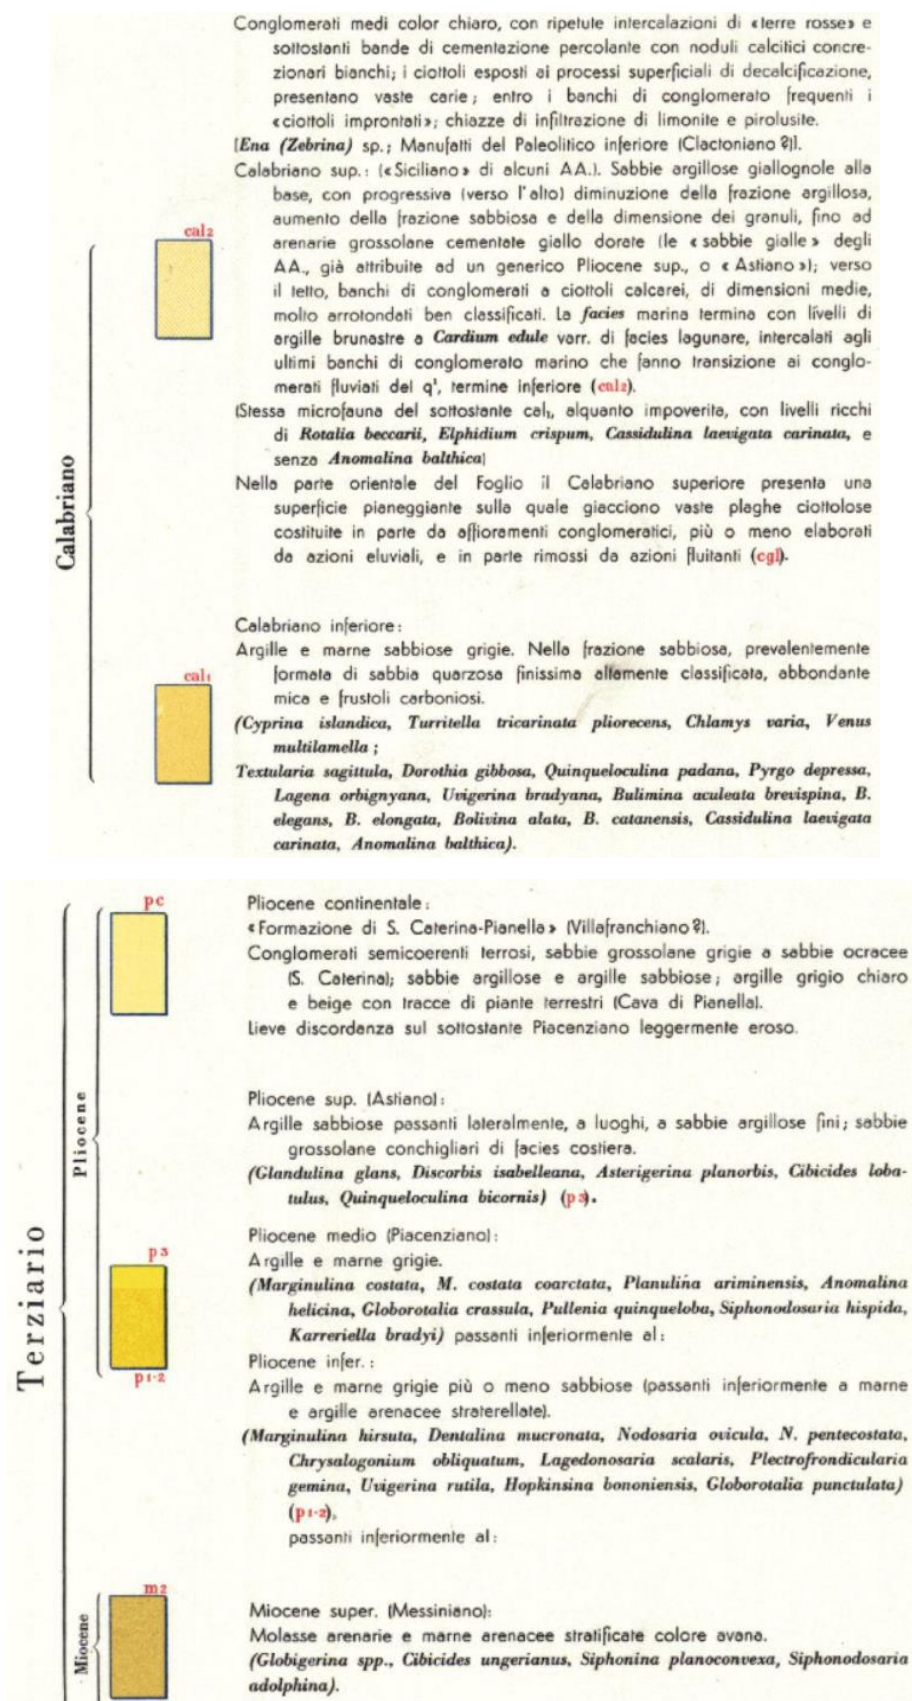 Conglomerati medi color chiaro, con ripetute intercalazioni di «terre rosse» e
sottostanti bande di cementazione percolante con noduli calcitici concre-
zionari bianchi; i ciottoli esposti ai processi superficiali di decalcificazione,
presentano vaste carie; entro i banchi di conglomerato frequenti i
«ciottoli improntati»; chiazze di infiltrazione di limonite e pirolusite.
(Ena (Zebrina) sp.; Manufatti del Paleolitico inferiore (Clactoniano ?)).
Calabriano sup.: («Siciliano» di alcuni AA.). Sabbie argillose giallognole alla
base, con progressiva (verso l'alto) diminuzione della frazione argillosa,
aumento della frazione sabbiosa e della dimensione dei granuli, fino ad
arenarie grossolane cementate giallo dorate (le «sabbie gialle» degli
AA., già attribuite ad un generico Pliocene sup., o «Astiano»); verso
il tetto, banchi di conglomerati a ciottoli calcarei, di dimensioni medie,
molto arrotondati ben classificati. La facies marina termina con livelli di
argille brunastre a Cardium edule varr. di facies lagunare, intercalati agli
ultimi banchi di conglomerato marino che fanno transizione ai conglo-
merati fluviali del q¹, termine inferiore (cal2).
(Stessa microfauna del sottostante cal₁, alquanto impoverita, con livelli ricchi
di Rotalia beccarii, Elphidium crispum, Cassidulina laevigata carinata, e
senza Anomalina balthica)
Nella parte orientale del Foglio il Calabriano superiore presenta una
superficie pianeggiante sulla quale giacciono vaste plaghe ciottolose
costituite in parte da affioramenti conglomeratici, più o meno elaborati
da azioni eluviali, e in parte rimossi da azioni fluitanti (cgl).
cal2
Calabriano
Calabriano inferiore:
Argille e marne sabbiose grigie. Nella frazione sabbiosa, prevalentemente
formata di sabbia quarzosa finissima altamente classificata, abbondante
mica e frustoli carboniosi.
(Cyprina islandica, Turritella tricarinata pliorecens, Chlamys varia, Venus
multilamella ;
Textularia sagittula, Dorothia gibbosa, Quinqueloculina padana, Pyrgo depressa,
Lagena orbignyana, Uvigerina bradyana, Bulimina aculeata brevispina, B.
elegans, B. elongata, Bolivina alata, B. catanensis, Cassidulina laevigata
carinata, Anomalina balthica).
cal1
Terziario
Pliocene
pc
Pliocene continentale:
«Formazione di S. Caterina-Pianella» (Villafranchiano ?).
Conglomerati semicoerenti terrosi, sabbie grossolane grigie a sabbie ocracee
(S. Caterina); sabbie argillose e argille sabbiose; argille grigio chiaro
e beige con tracce di piante terrestri (Cava di Pianella).
Lieve discordanza sul sottostante Piacenziano leggermente eroso.
Pliocene sup. (Astiano):
Argille sabbiose passanti lateralmente, a luoghi, a sabbie argillose fini; sabbie
grossolane conchigliari di facies costiera.
(Glandulina glans, Discorbis isabelleana, Asterigerina planorbis, Cibicides loba-
tulus, Quinqueloculina bicornis) (p3).
Pliocene medio (Piacenziano):
Argille e marne grigie.
(Marginulina costata, M. costata coarctata, Planulina ariminensis, Anomalina
helicina, Globorotalia crassula, Pullenia quinqueloba, Siphonodosaria hispida,
Karreriella bradyi) passanti inferiormente al:
p3
p1-2
Pliocene infer.:
Argille e marne grigie più o meno sabbiose (passanti inferiormente a marne
e argille arenacee straterellate).
(Marginulina hirsuta, Dentalina mucronata, Nodosaria ovicula, N. pentecostata,
Chrysalogonium obliquatum, Lagedonosaria scalaris, Plectrofrondicularia
gemina, Uvigerina rutila, Hopkinsina bononiensis, Globorotalia punctulata)
(p1-2),
passanti inferiormente al:
Miocene
m2
Miocene super. (Messiniano):
Molasse arenarie e marne arenacee stratificate colore avana.
(Globigerina spp., Cibicides ungerianus, Siphonina planoconvexa, Siphonodosaria
adolphina).